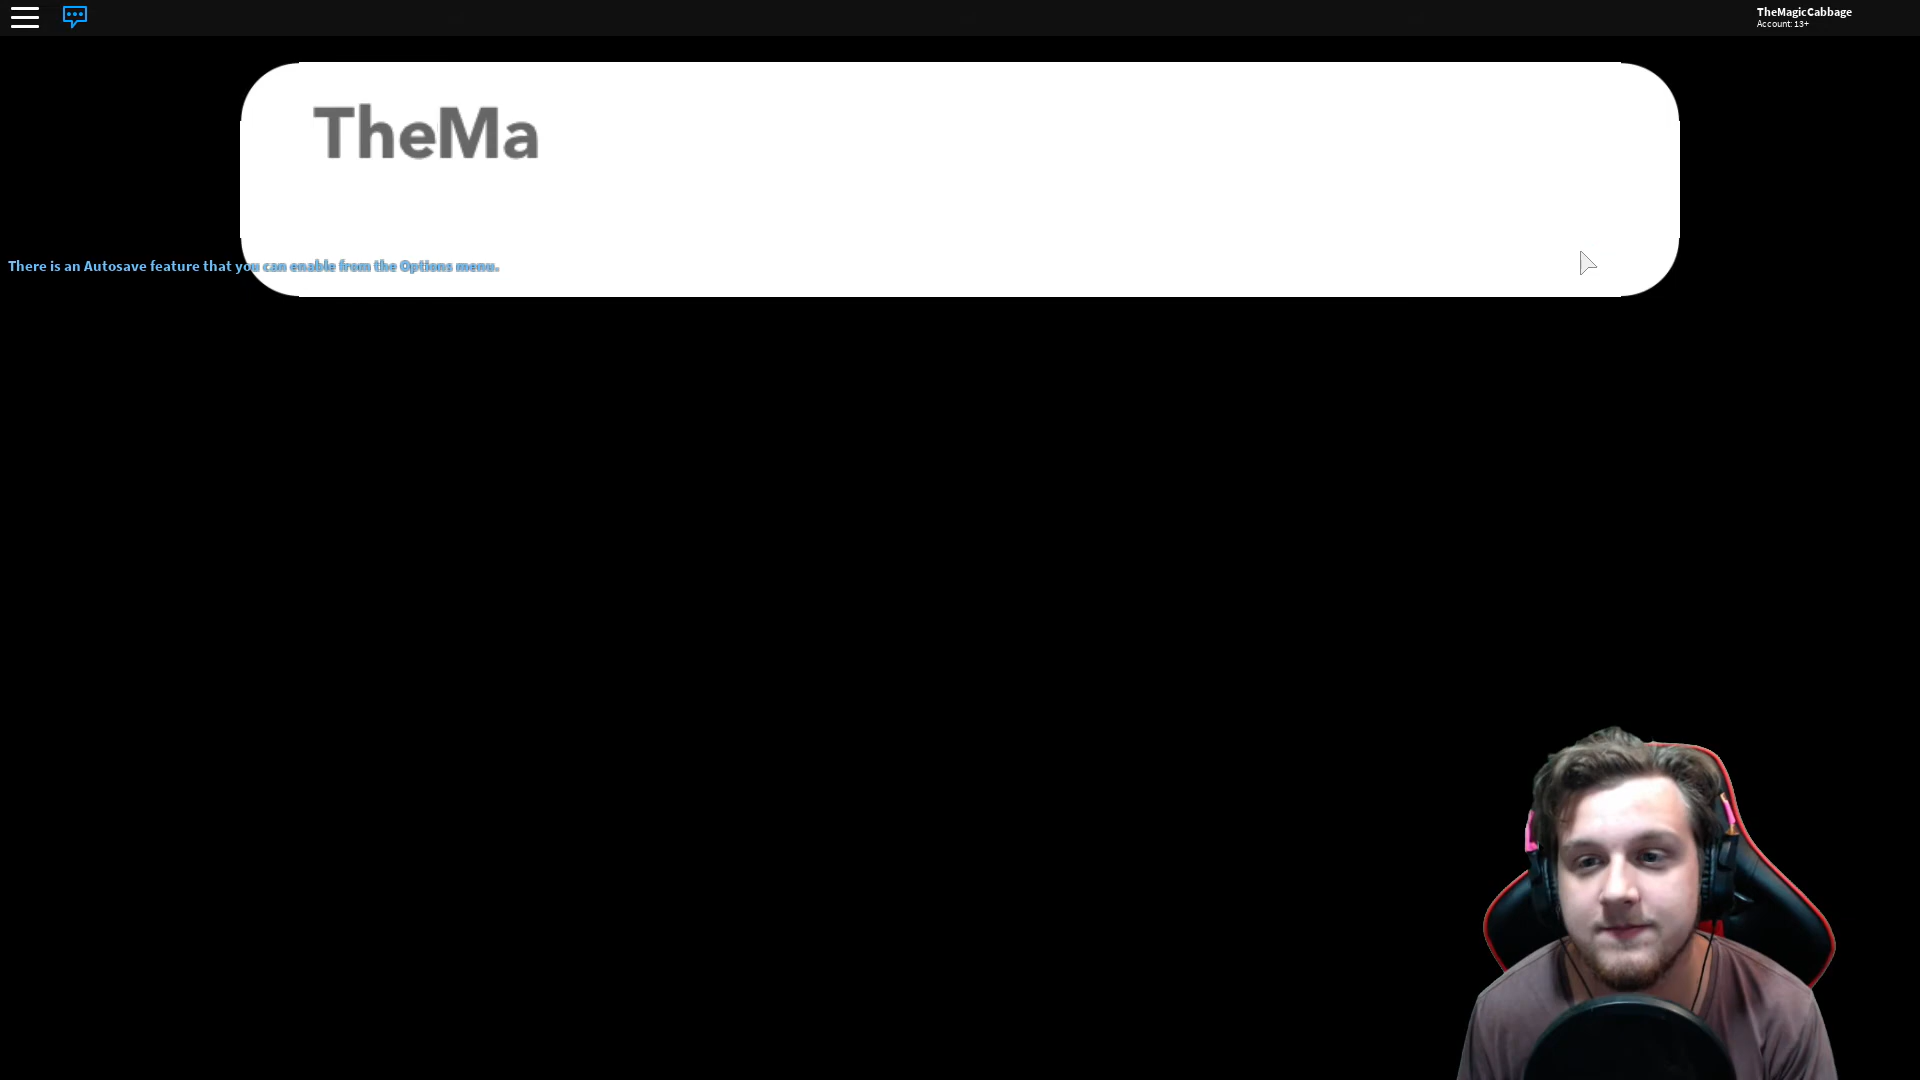 TheMagicCabbage
Account: 13+
TheMa
There is an Autosave feature that you can enable from the Options menu.